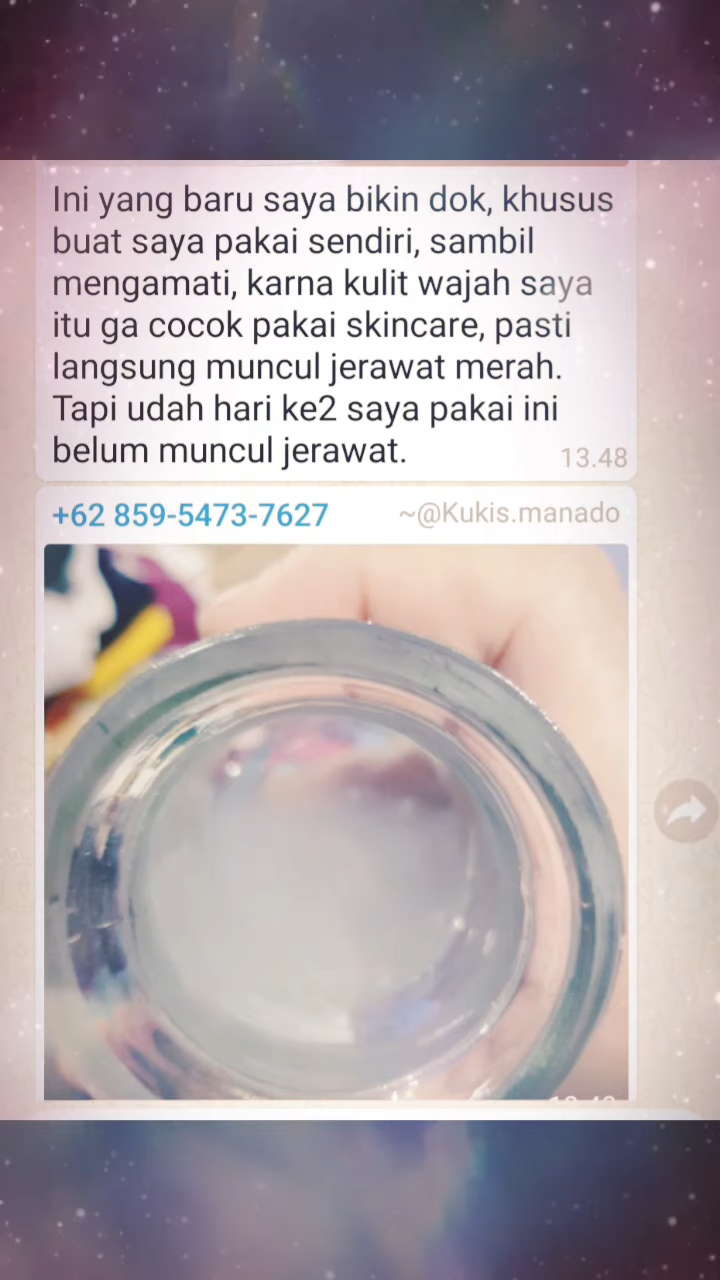 Ini yang baru saya bikin dok, khusus
buat saya pakai sendiri, sambil
mengamati, karna kulit wajah saya
itu ga cocok pakai skincare, pasti
langsung muncul jerawat merah.
Tapi udah hari ke2 saya pakai ini
belum muncul jerawat.
13.48
+62 859-5473-7627 ~@Kukis.manado